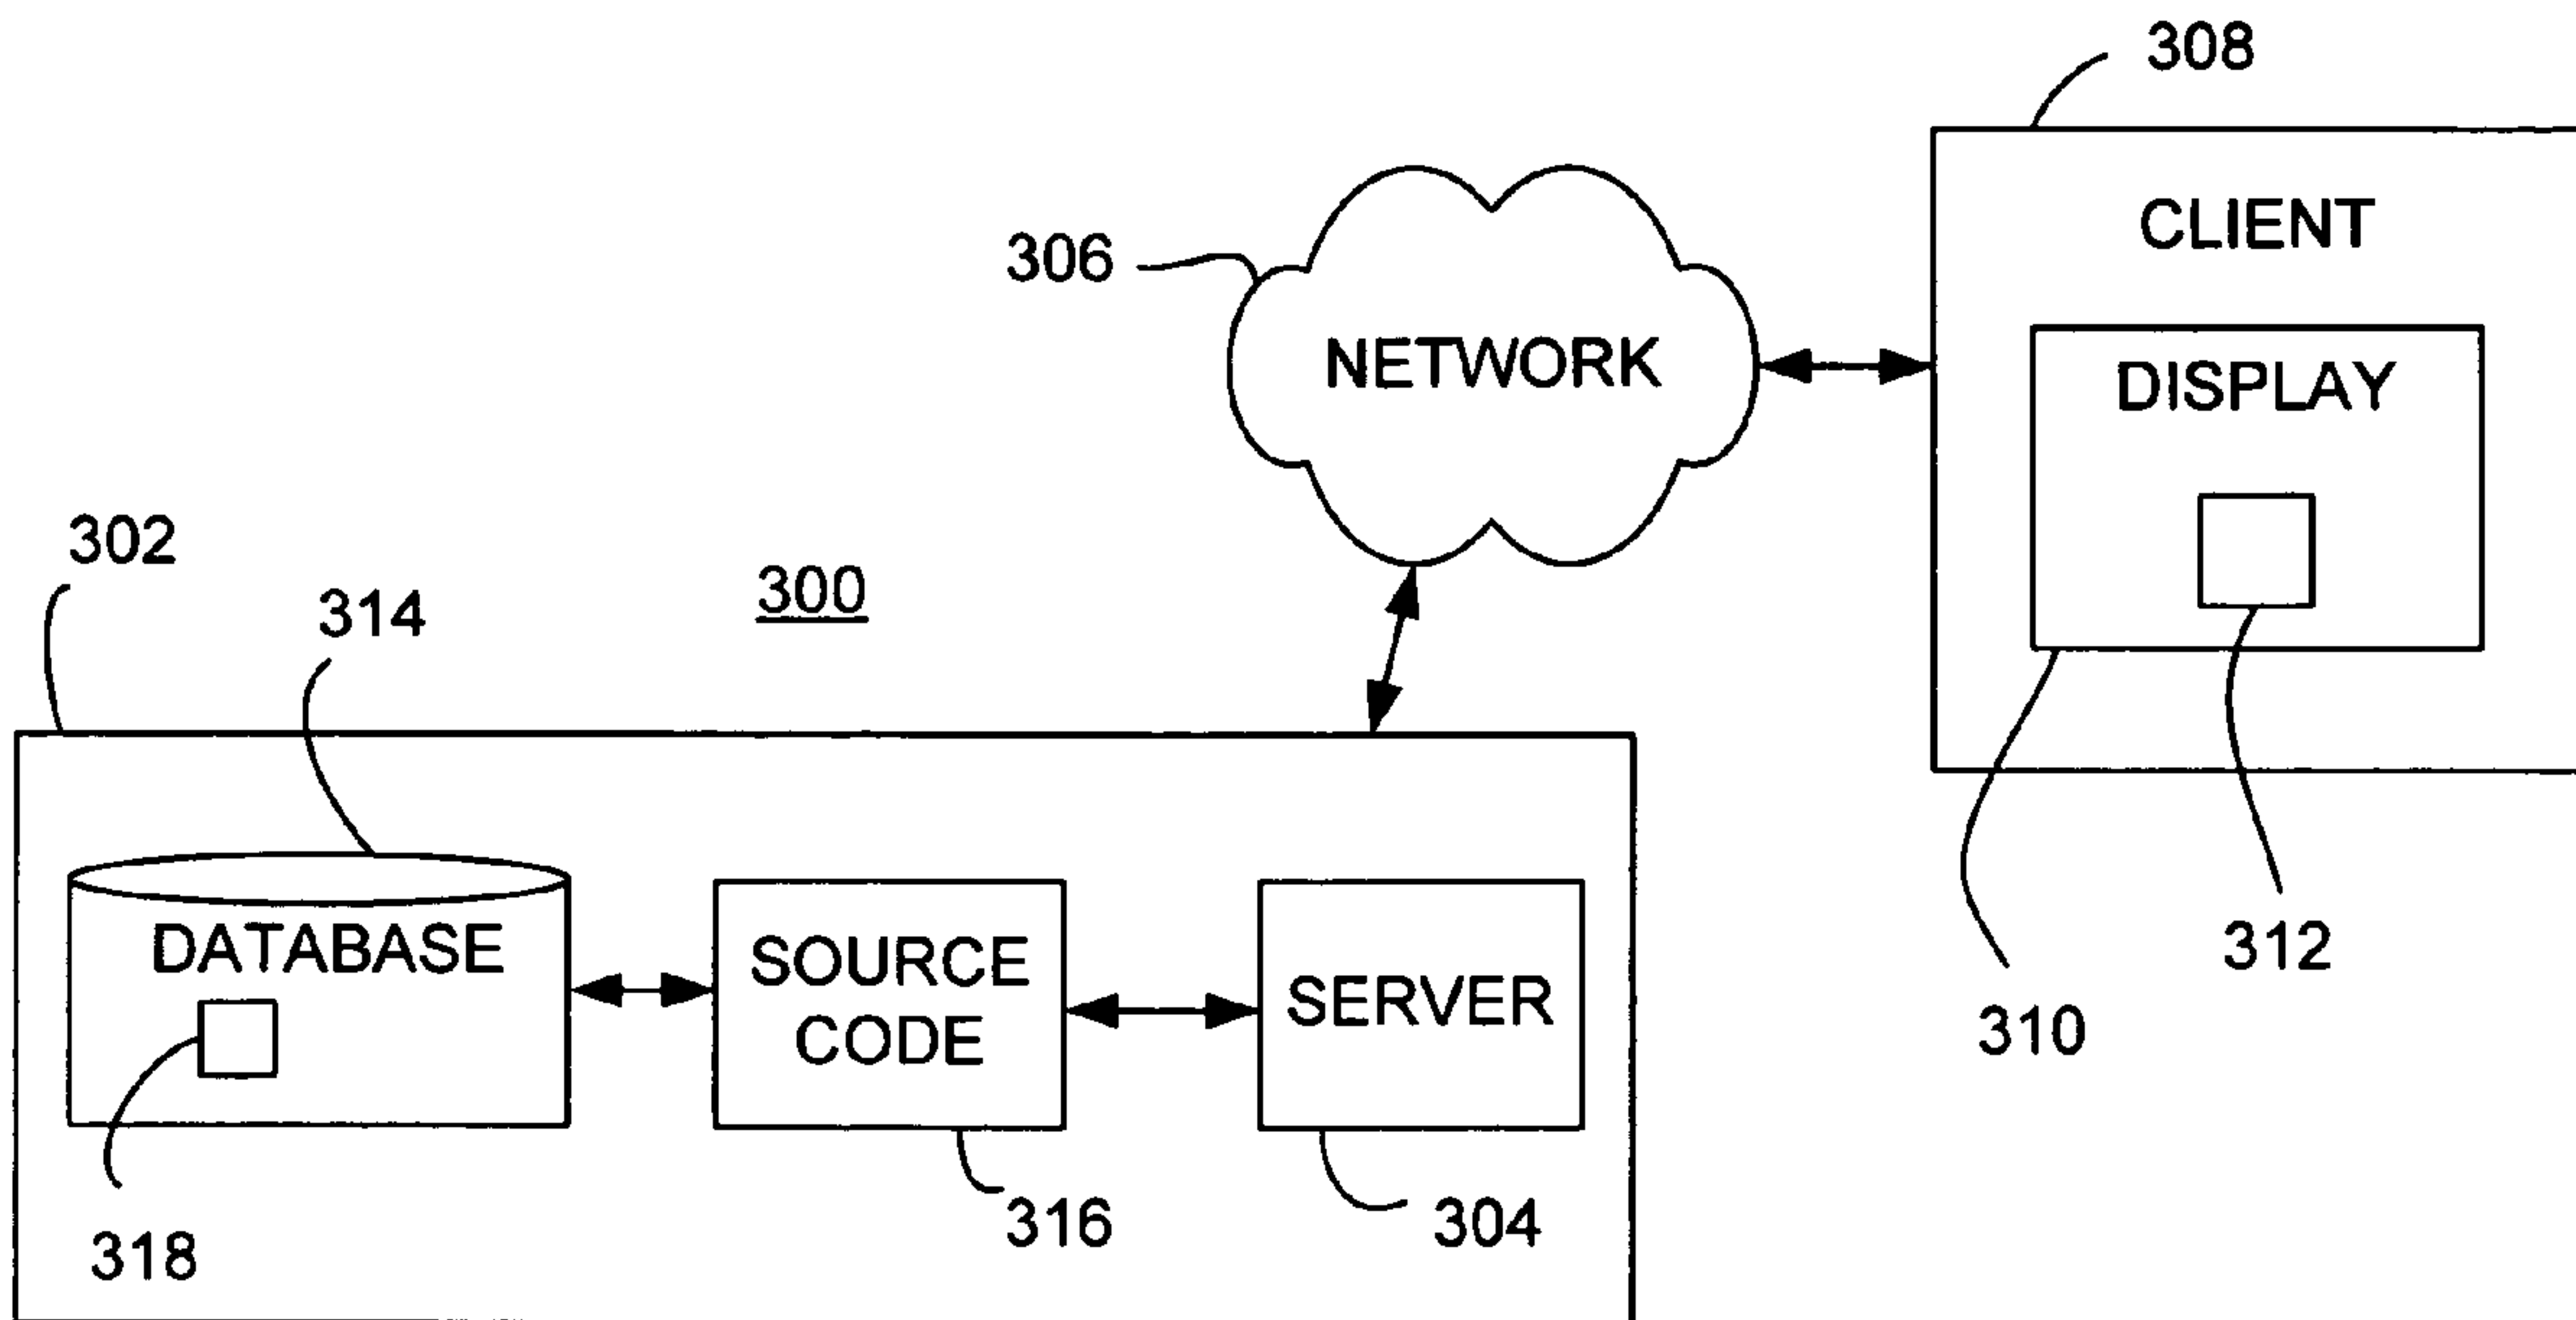 308
CLIENT
306
NETWORK
DISPLAY
302
300
314
DATABASE
SOURCE
CODE
SERVER
312
310
318
316
304